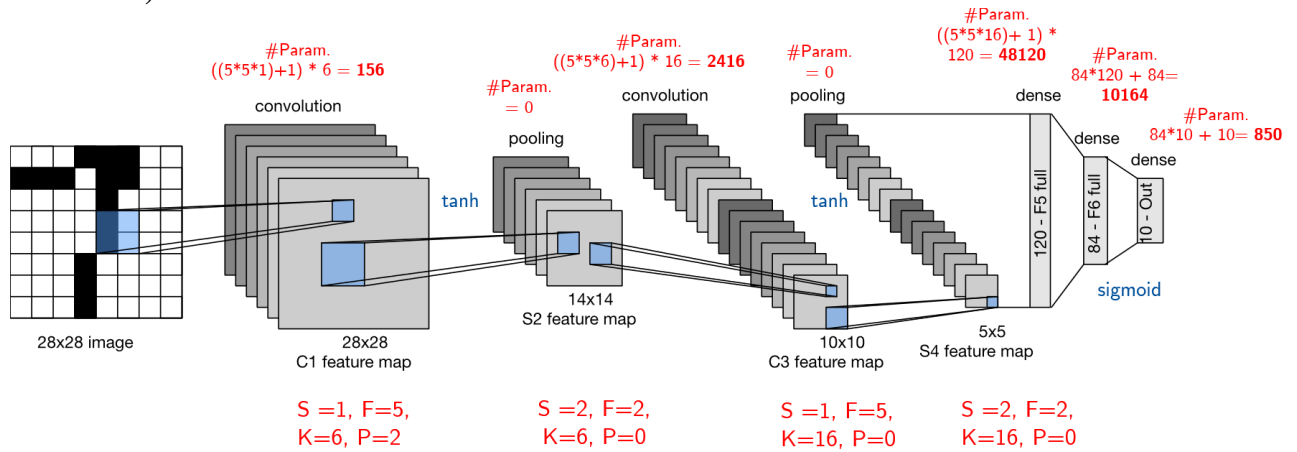 #Param.
((5*5*1)+1) * 6 = 156
convolution
#Param.
= 0
pooling
#Param.
((5*5*6)+1) * 16 = 2416
convolution
#Param.
= 0
pooling
#Param.
((5*5*16)+ 1) *
120 = 48120
dense
#Param.
84*120 + 84=
10164
dense
#Param.
84*10 + 10= 850
dense
tanh
tanh
120 - F5 full
84 - F6 full
10 - Out
sigmoid
28x28 image
28x28
C1 feature map
14x14
S2 feature map
10x10
C3 feature map
5x5
S4 feature map
S =1, F=5,
K=6, P=2
S =2, F=2,
K=6, P=0
S =1, F=5,
K=16, P=0
S =2, F=2,
K=16, P=0